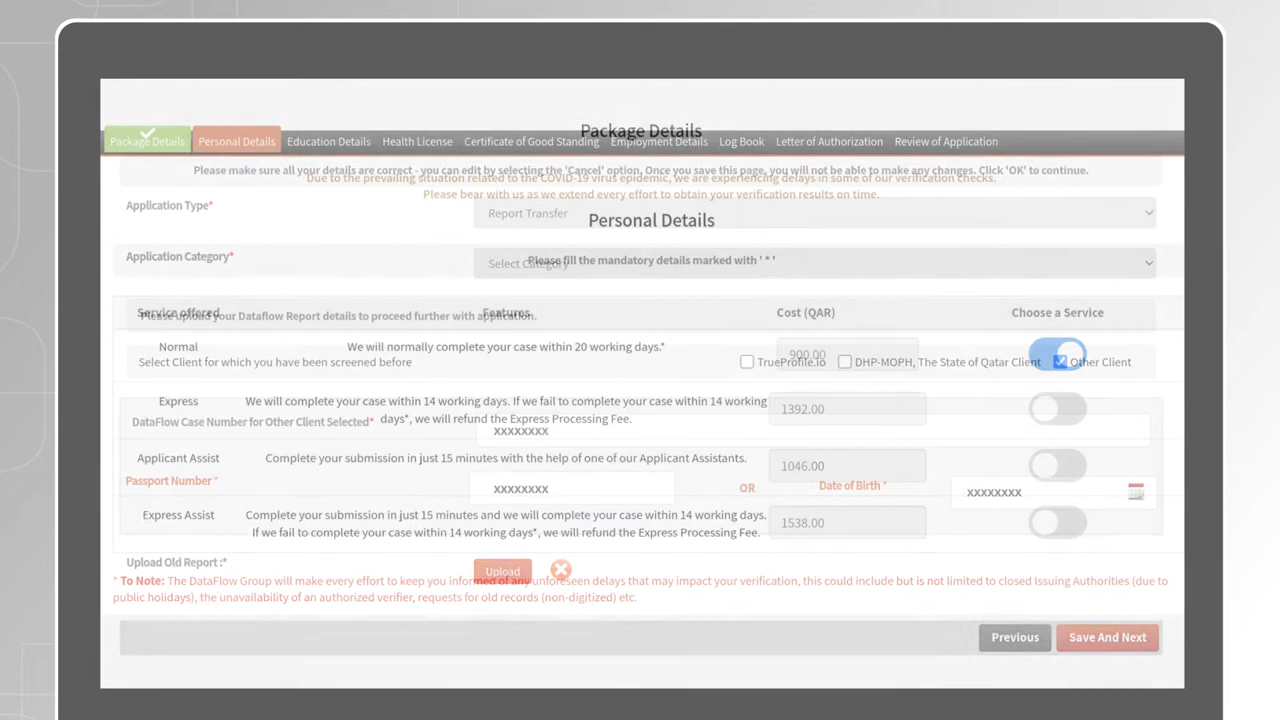 Package Details
Package Details Personal Details Education Details Health License Certificate of Good Standing Employment Details Log Book Letter of Authorization Review of Application
Please make sure all your details are correct - you can edit by selecting the 'Cancel' option, Once you save this page, you will not be able to make any changes. Click 'OK' to continue.
Due to the prevailing situation related to the COVID-19 virus epidemic, we are experiencing delays in some of our verification checks.
Please bear with us as we extend every effort to obtain your verification results on time.
Application Type* Report Transfer
Personal Details
Application Category* Select Category
Please fill the mandatory details marked with ' * '
Service offered Features Cost (QAR) Choose a Service
Please upload your Dataflow Report details to proceed further with application.
Normal We will normally complete your case within 20 working days.* 900.00
Select Client for which you have been screened before TrueProfile.io DHP-MOPH, The State of Qatar Client Other Client
Express We will complete your case within 14 working days. If we fail to complete your case within 14 working days*, we will refund the Express Processing Fee. 1392.00
DataFlow Case Number for Other Client Selected* XXXXXXXX
Applicant Assist Complete your submission in just 15 minutes with the help of one of our Applicant Assistants. 1046.00
Passport Number * XXXXXXXX OR Date of Birth * XXXXXXXX
Express Assist Complete your submission in just 15 minutes and we will complete your case within 14 working days.
If we fail to complete your case within 14 working days*, we will refund the Express Processing Fee. 1538.00
Upload Old Report :* Upload
* To Note: The DataFlow Group will make every effort to keep you informed of any unforeseen delays that may impact your verification, this could include but is not limited to closed Issuing Authorities (due to
public holidays), the unavailability of an authorized verifier, requests for old records (non-digitized) etc.
Previous Save And Next